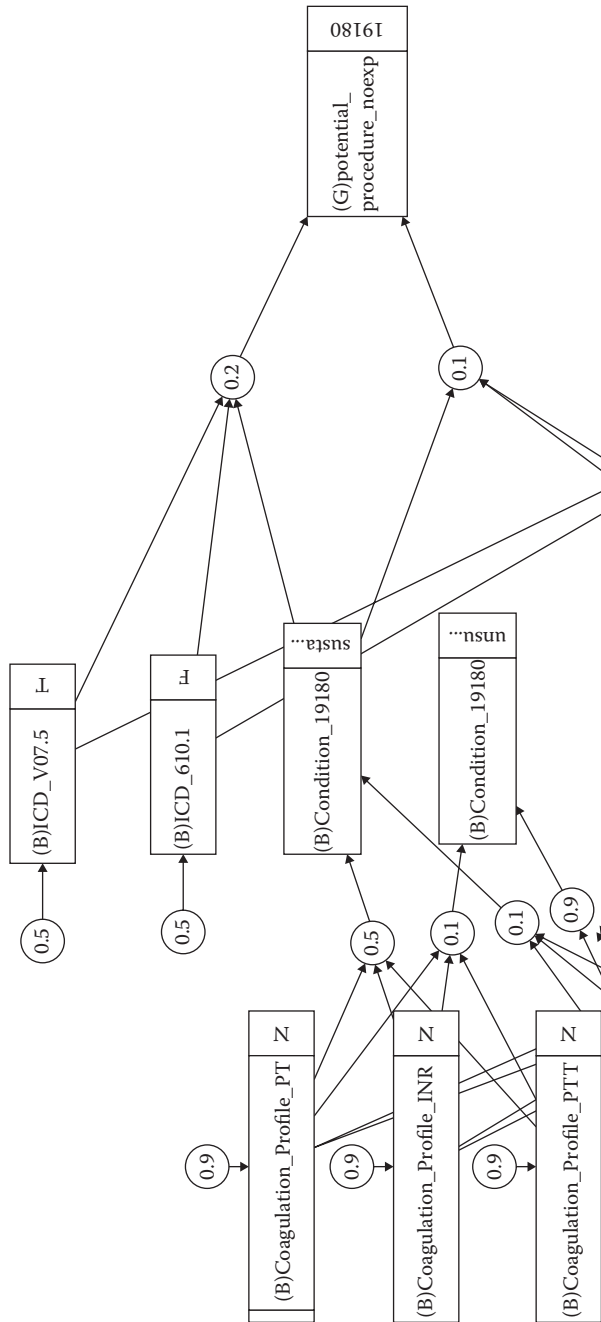 0.5
(B)ICD_V07.5
T
0.5
(B)ICD_610.1
F
0.9
(B)Coagulation_Profile_PT
N
0.9
(B)Coagulation_Profile_INR
N
0.9
(B)Coagulation_Profile_PTT
N
0.5
0.1
0.1
0.9
(B)Condition_19180
susta...
(B)Condition_19180
unsu...
0.2
0.1
(G)potential_
procedure_noexp
19180